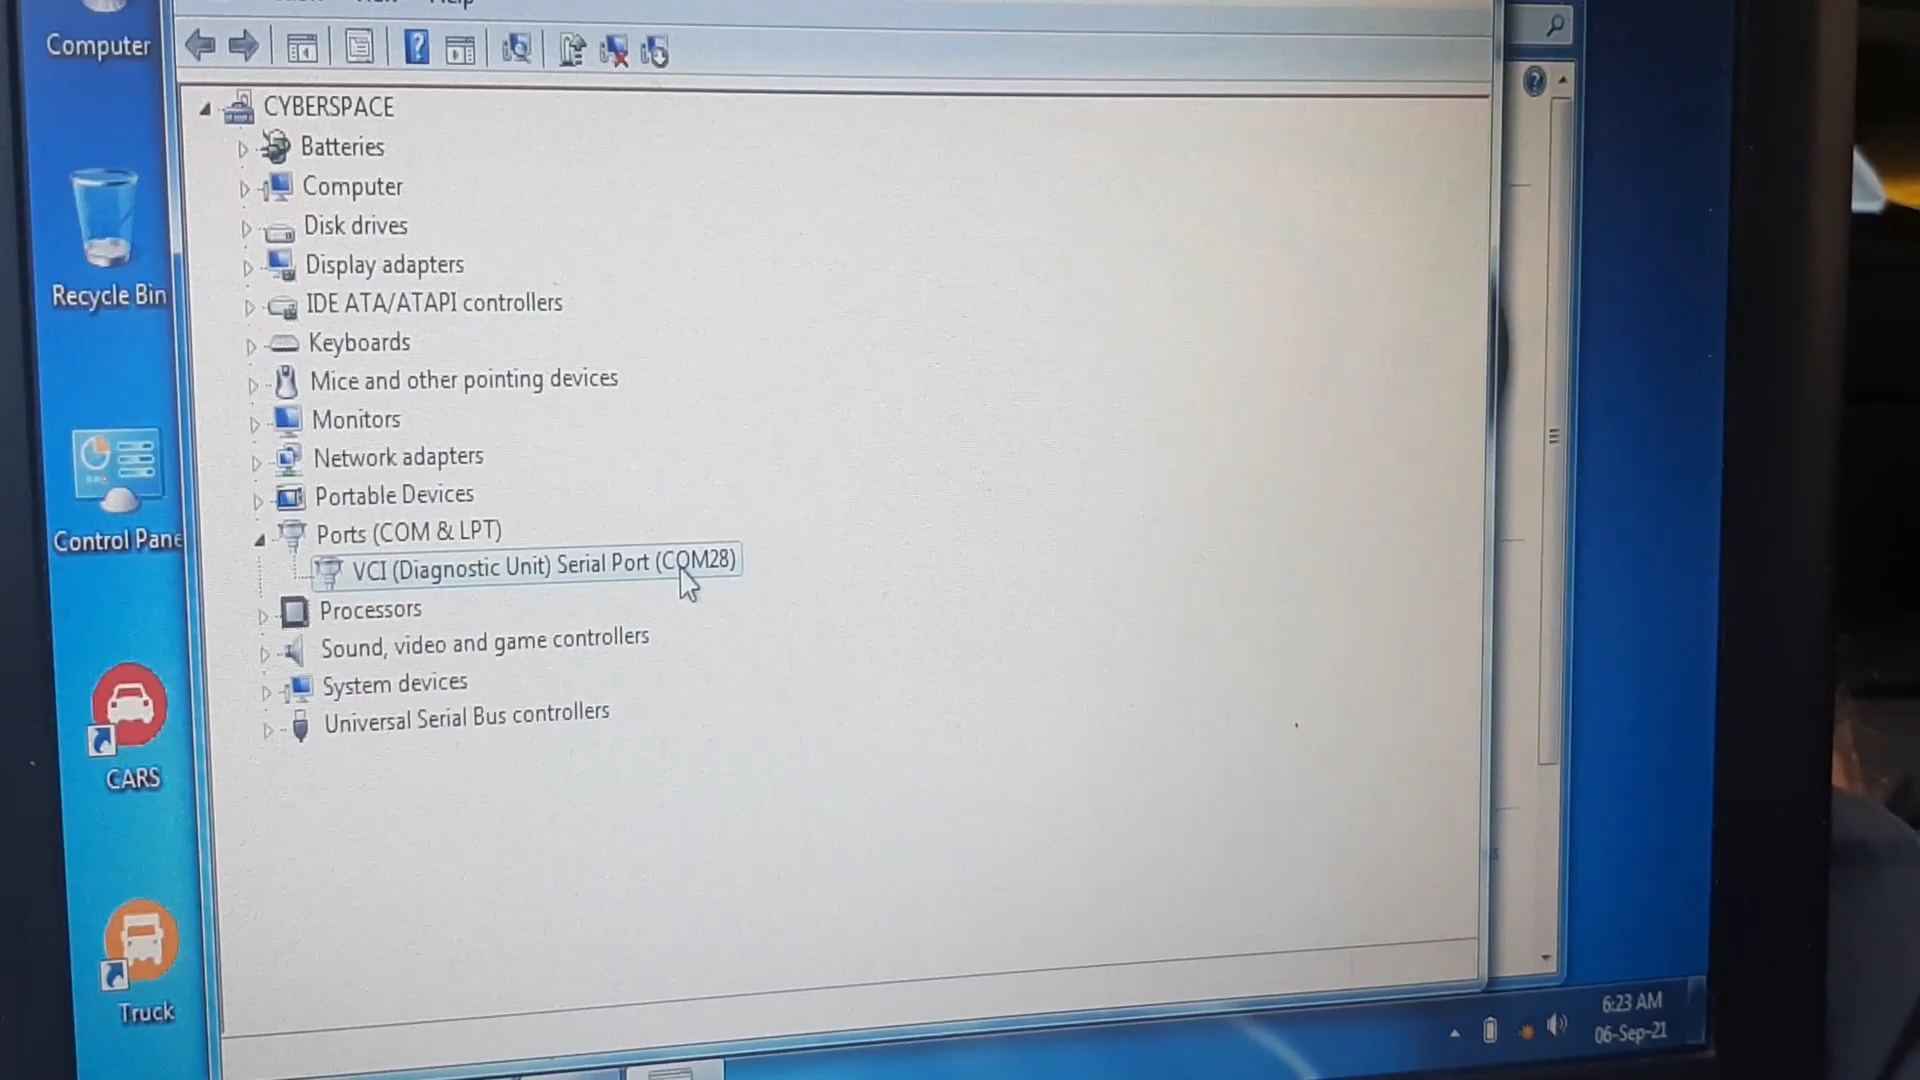 Help
Computer
CYBERSPACE
Batteries
Computer
Disk drives
Display adapters
IDE ATA/ATAPI controllers
Keyboards
Mice and other pointing devices
Monitors
Network adapters
Portable Devices
Ports (COM & LPT)
VCI (Diagnostic Unit) Serial Port (COM28)
Processors
Sound, video and game controllers
System devices
Universal Serial Bus controllers
Recycle Bin
Control Pane
CARS
Truck
6:23 AM
06-Sep-21